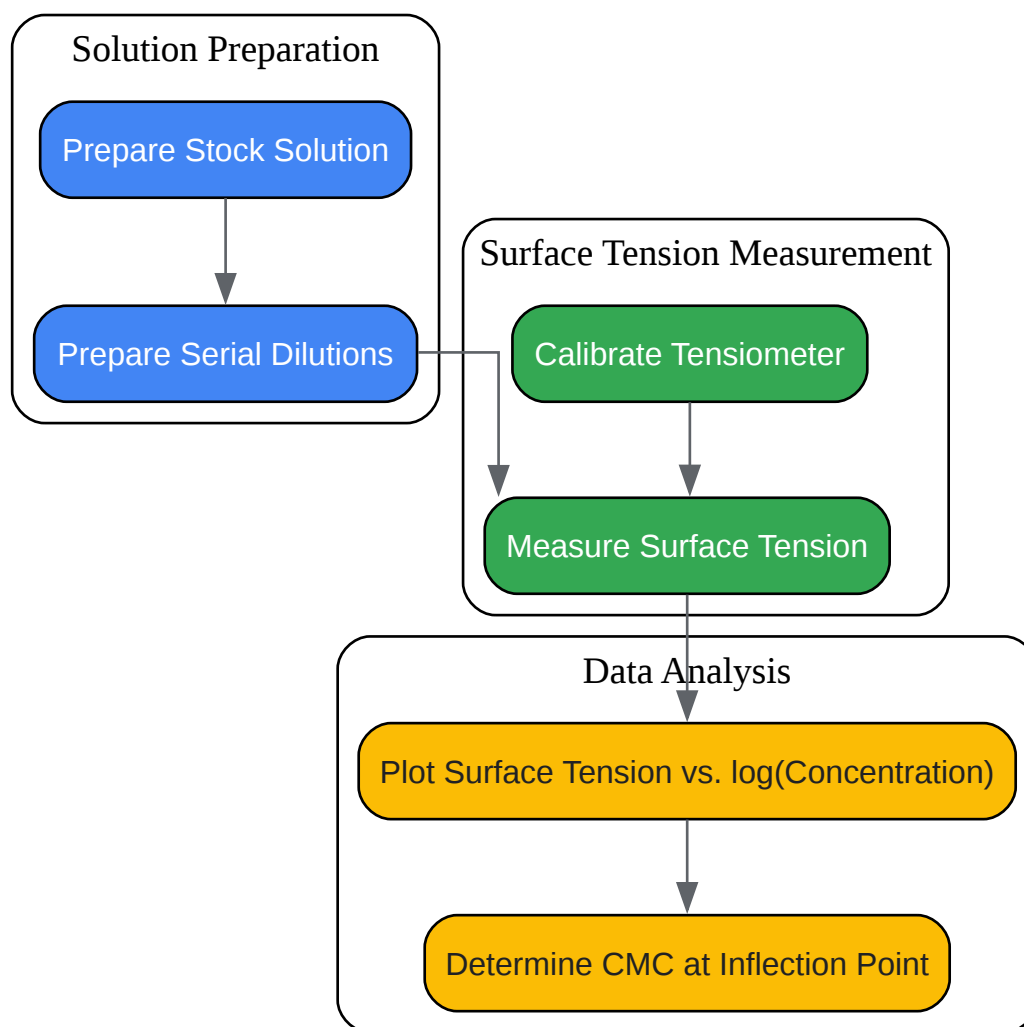 Solution Preparation
Prepare Stock Solution
Prepare Serial Dilutions
Surface Tension Measurement
Calibrate Tensiometer
Measure Surface Tension
Data Analysis
Plot Surface Tension vs. log(Concentration)
Determine CMC at Inflection Point